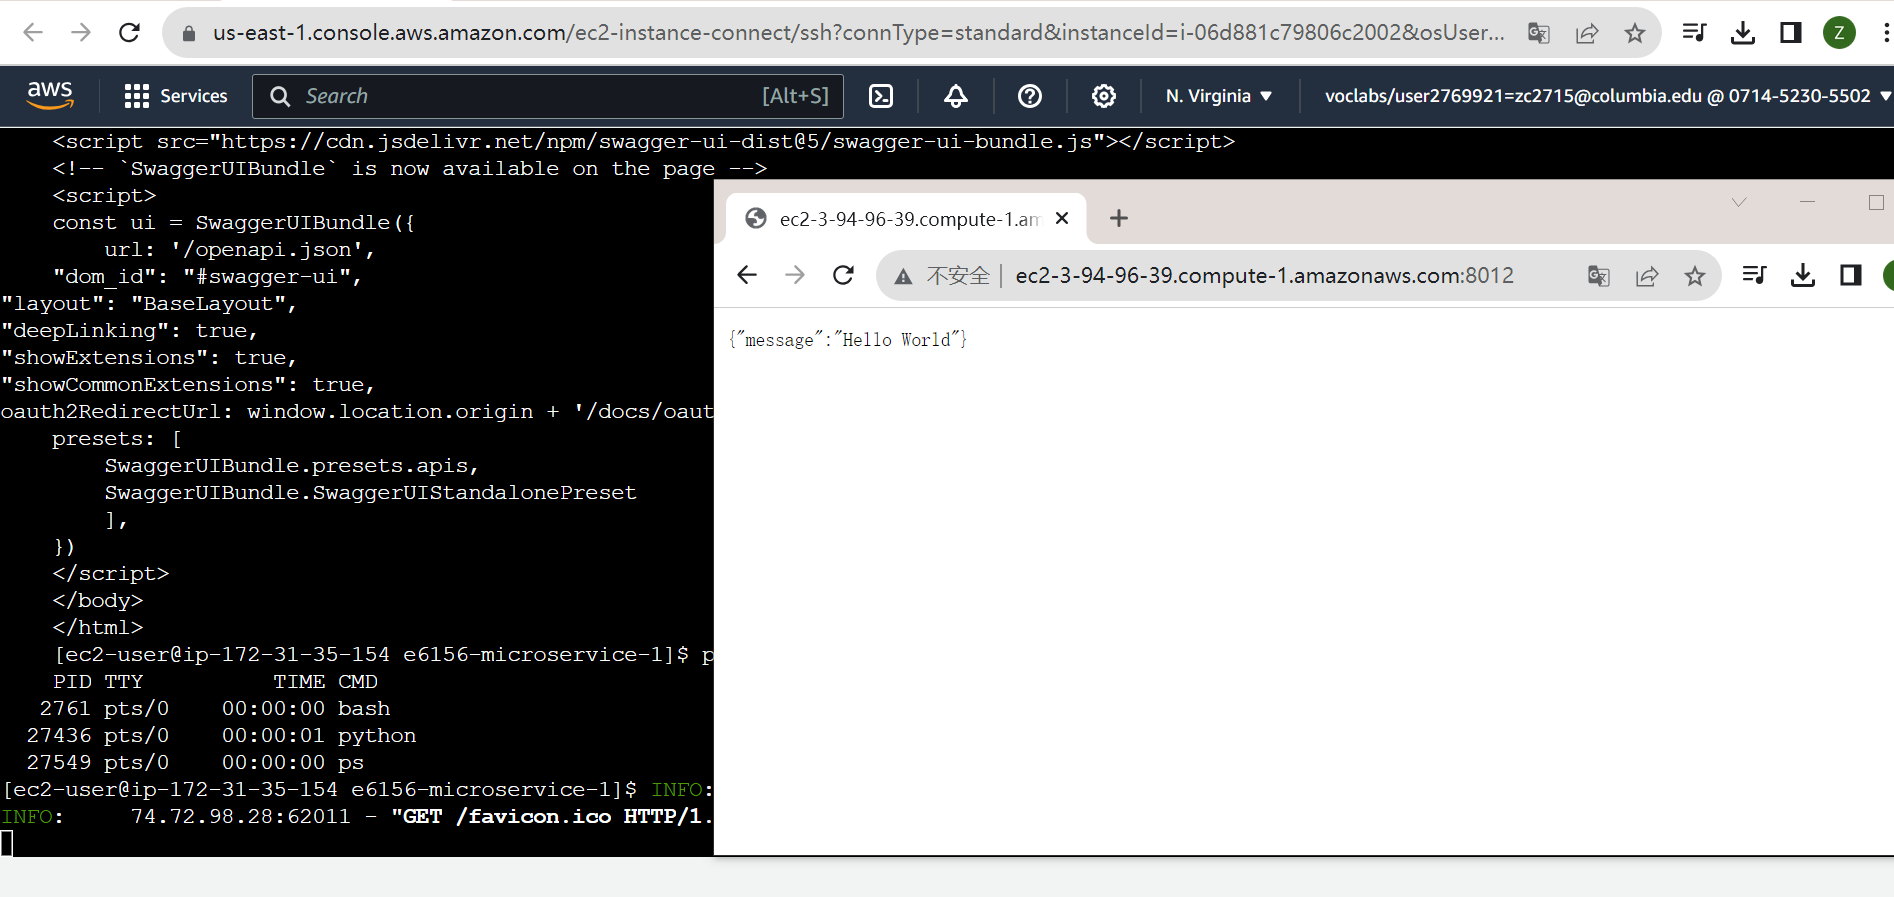 us-east-1.console.aws.amazon.com/ec2-instance-connect/ssh?connType=standard&instanceId=i-06d881c79806c2002&osUser...
Z
aws
Services
Search
[Alt+S]
N. Virginia
voclabs/user2769921=zc2715@columbia.edu @ 0714-5230-5502
<script src="https://cdn.jsdelivr.net/npm/swagger-ui-dist@5/swagger-ui-bundle.js"></script>
<!-- `SwaggerUIBundle` is now available on the page -->
<script>
const ui = SwaggerUIBundle({
url: '/openapi.json',
"dom_id": "#swagger-ui",
"layout": "BaseLayout",
"deepLinking": true,
"showExtensions": true,
"showCommonExtensions": true,
oauth2RedirectUrl: window.location.origin + '/docs/oaut
presets: [
SwaggerUIBundle.presets.apis,
SwaggerUIBundle.SwaggerUIStandalonePreset
],
})
</script>
</body>
</html>
[ec2-user@ip-172-31-35-154 e6156-microservice-1]$ p
PID TTY          TIME CMD
2761 pts/0    00:00:00 bash
27436 pts/0    00:00:01 python
27549 pts/0    00:00:00 ps
[ec2-user@ip-172-31-35-154 e6156-microservice-1]$ INFO:
INFO:     74.72.98.28:62011 - "GET /favicon.ico HTTP/1.
ec2-3-94-96-39.compute-1.am
不安全 | ec2-3-94-96-39.compute-1.amazonaws.com:8012
{"message":"Hello World"}